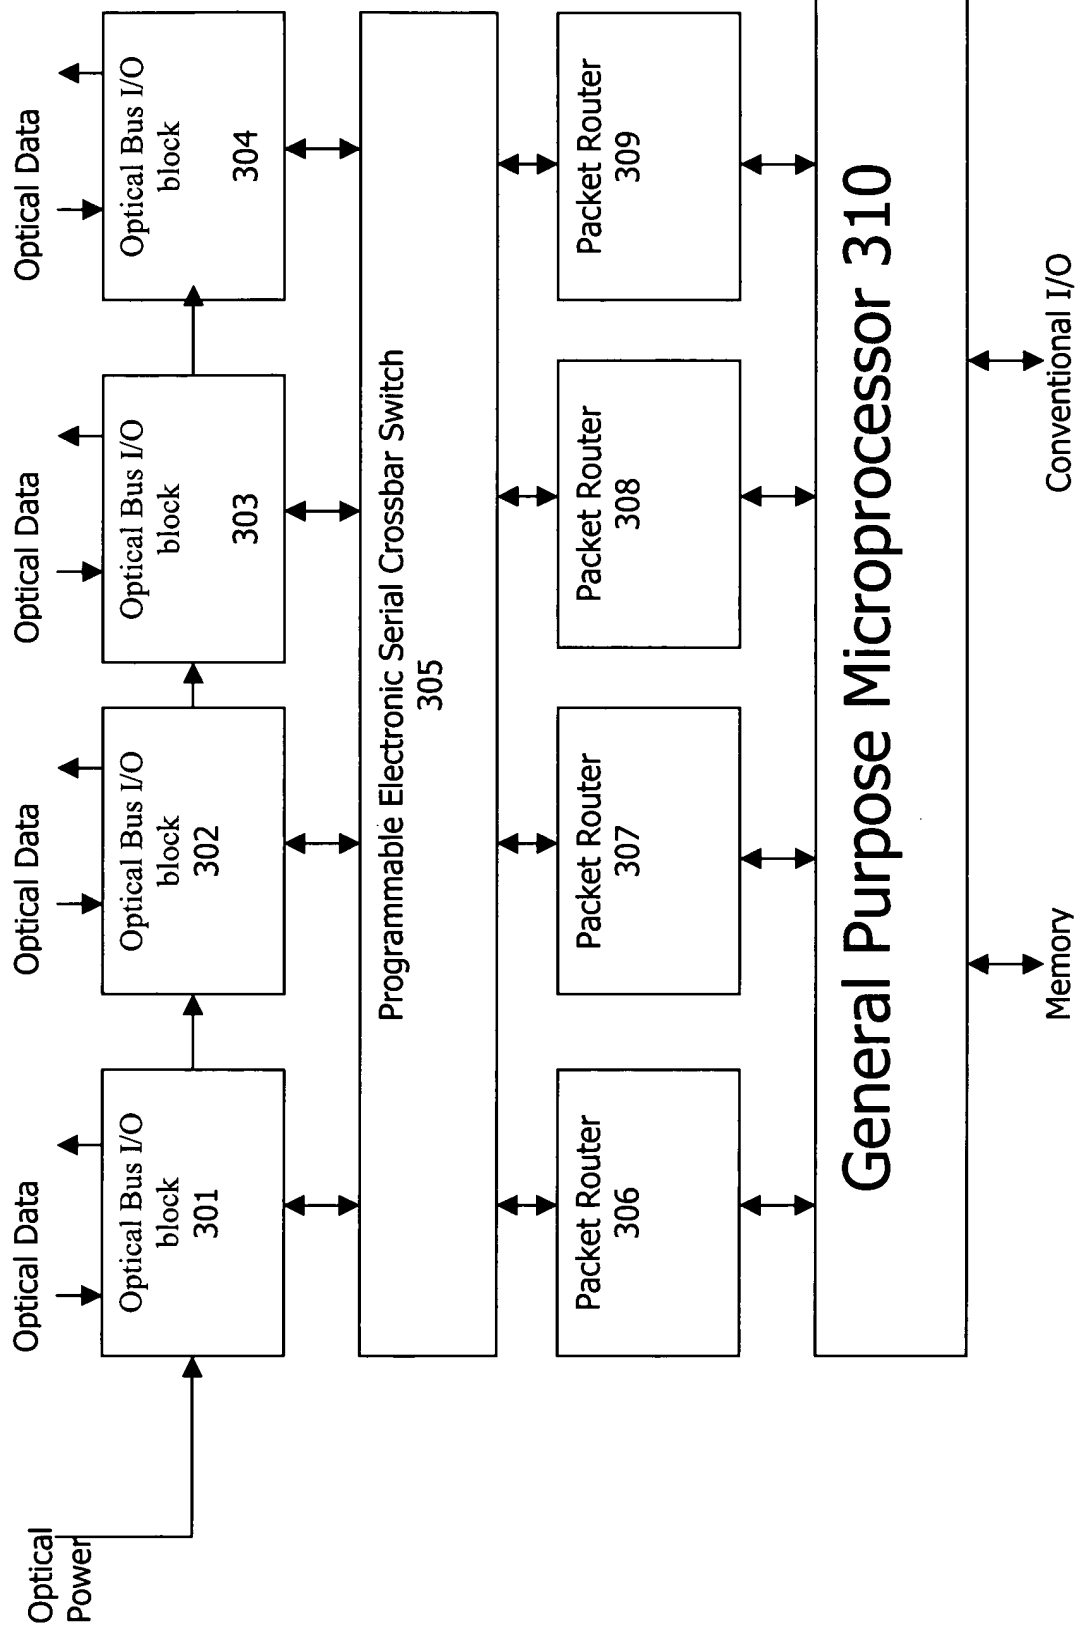 Optical
Power
Optical Data
Optical Data
Optical Data
Optical Data
Optical Bus I/O
block
301
Optical Bus I/O
block
302
Optical Bus I/O
block
303
Optical Bus I/O
block
304
Programmable Electronic Serial Crossbar Switch
305
Packet Router
306
Packet Router
307
Packet Router
308
Packet Router
309
General Purpose Microprocessor 310
Memory
Conventional I/O